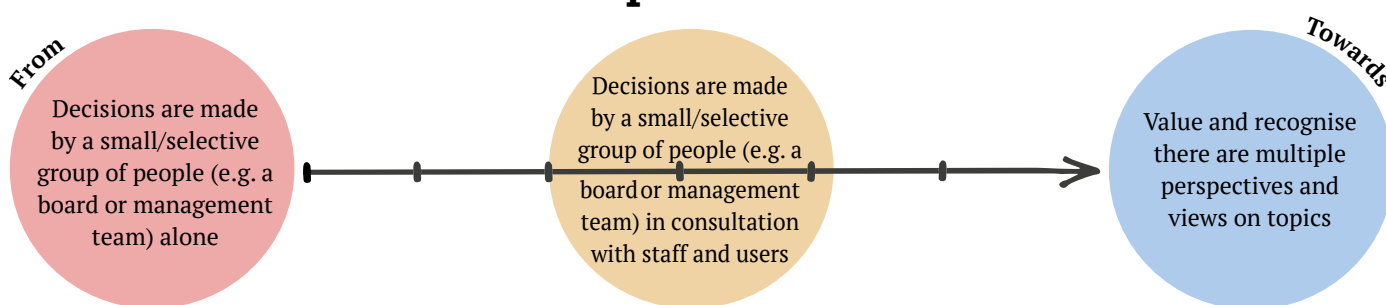 From
Decisions are made
by a small/selective
group of people (e.g. a
board or management
team) alone
Decisions are made
by a small/selective
group of people (e.g. a
board or management
team) in consultation
with staff and users
Towards
Value and recognise
there are multiple
perspectives and
views on topics